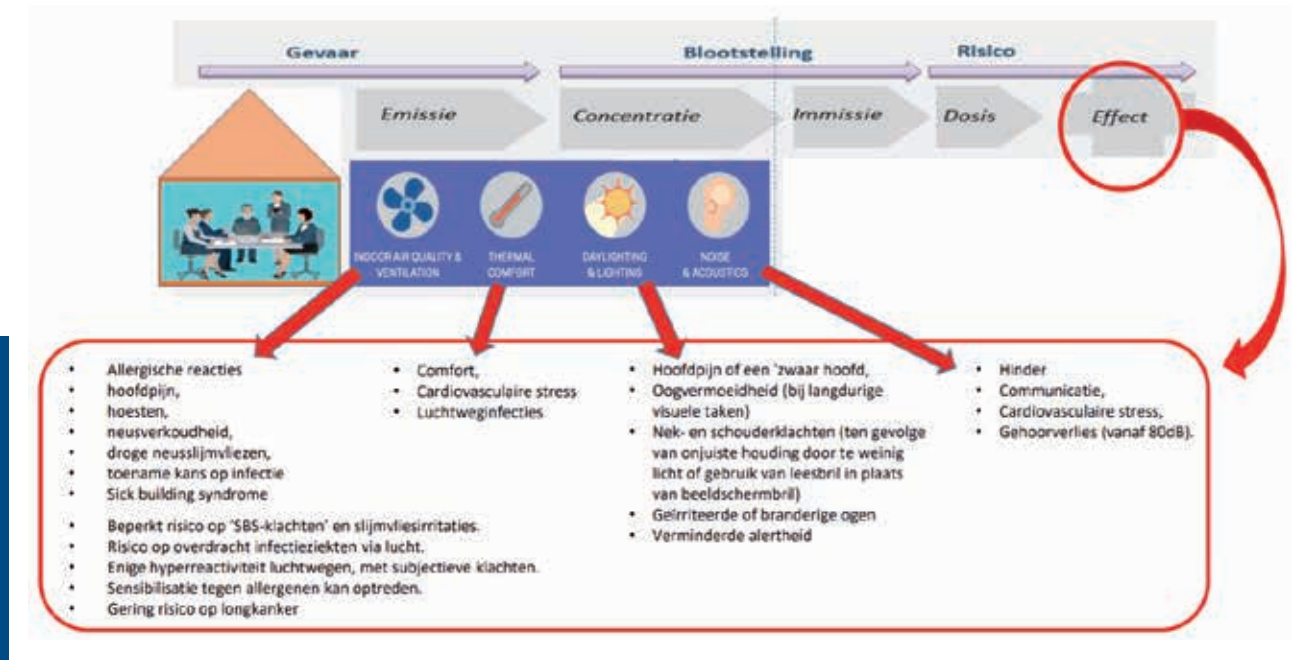 Gevaar
Blootstelling
Risico
Emissie
Concentratie
Immissie
Dosis
Effect
INDOOR AIR QUALITY &
VENTILATION
THERMAL
COMFORT
DAYLIGHTING
& LIGHTING
NOISE
& ACOUSTICS
• Allergische reacties
• hoofdpijn,
• hoesten,
• neusverkoudheid,
• droge neusslijmvliezen,
• toename kans op infectie
• Sick building syndrome
• Beperkt risico op 'SBS-klachten' en slijmvliesirritaties.
• Risico op overdracht infectieziekten via lucht.
• Enige hyperreactiviteit luchtwegen, met subjectieve klachten.
• Sensibilisatie tegen allergenen kan optreden.
• Gering risico op longkanker
• Comfort,
• Cardiovasculaire stress
• Luchtweginfecties
• Hoofdpijn of een 'zwaar hoofd,
• Oogvermoeidheid (bij langdurige
visuele taken)
• Nek- en schouderklachten (ten gevolge
van onjuiste houding door te weinig
licht of gebruik van leesbril in plaats
van beeldschermbril)
• Geïrriteerde of branderige ogen
• Verminderde alertheid
• Hinder
• Communicatie,
• Cardiovasculaire stress,
• Gehoorverlies (vanaf 80dB).